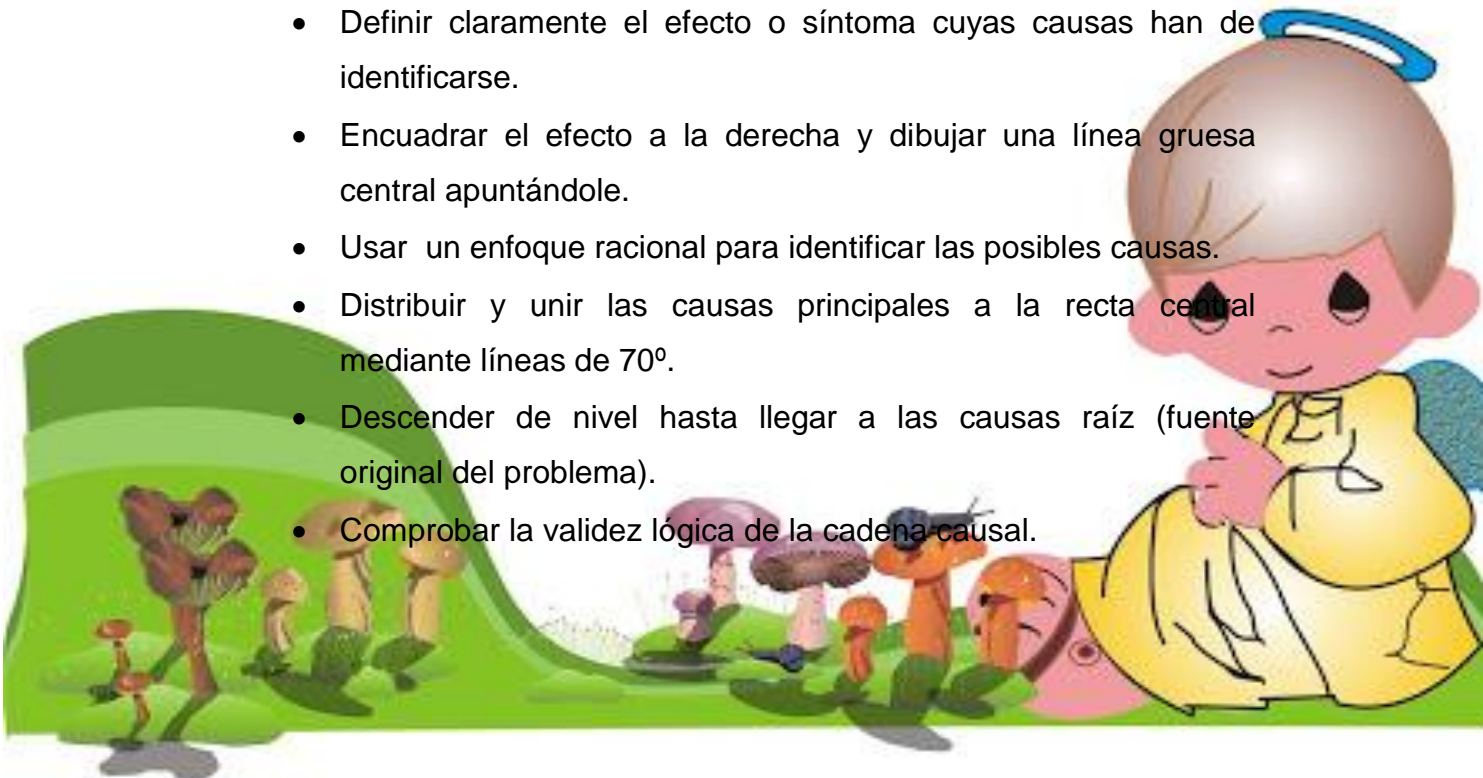 • Definir claramente el efecto o síntoma cuyas causas han de
identificarse.
• Encuadrar el efecto a la derecha y dibujar una línea gruesa
central apuntándole.
• Usar un enfoque racional para identificar las posibles causas.
• Distribuir y unir las causas principales a la recta central
mediante líneas de 70º.
• Descender de nivel hasta llegar a las causas raíz (fuente
original del problema).
• Comprobar la validez lógica de la cadena causal.